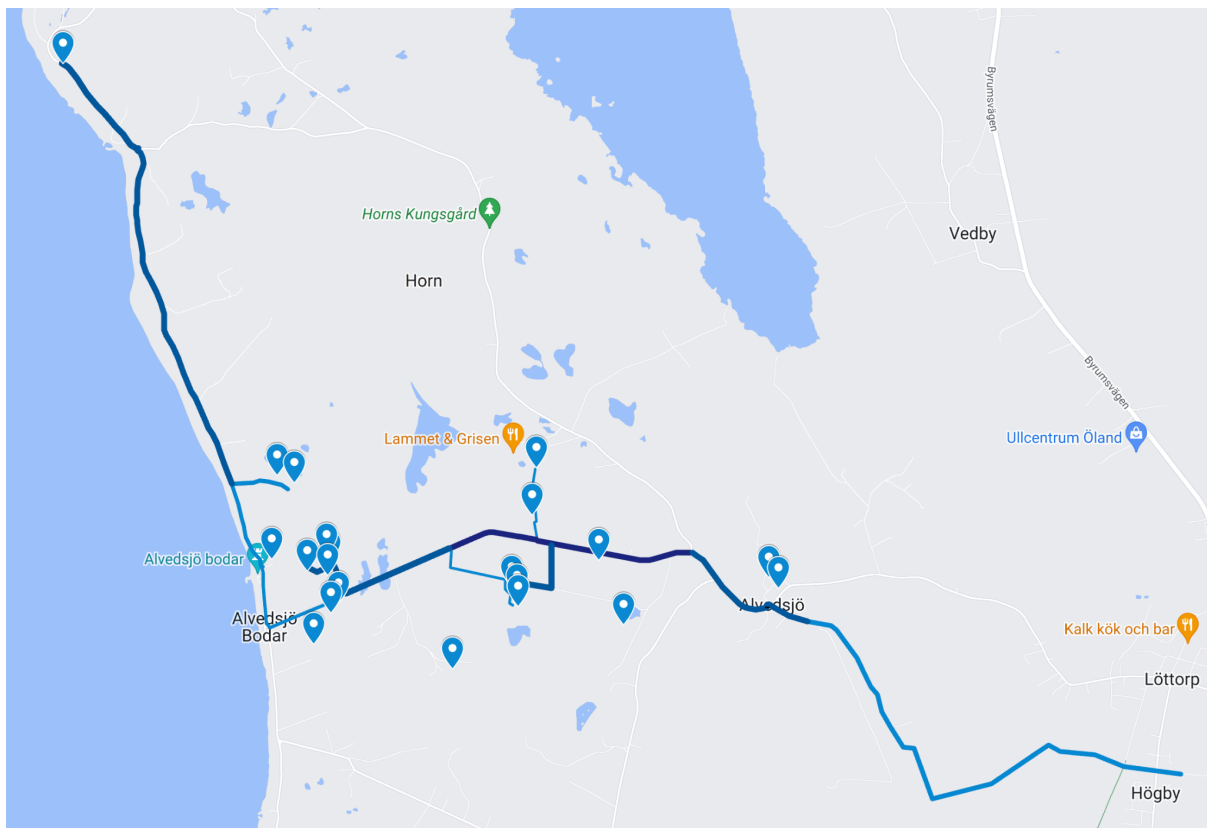 Byrumsvägen
Horns Kungsgård
Vedby
Horn
Byrumsvägen
Lammet & Grisen
Ullcentrum Öland
Alvedsjö bodar
Alvedsjö
Alvedsjö
Bodar
Kalk kök och bar
Löttorp
Högby